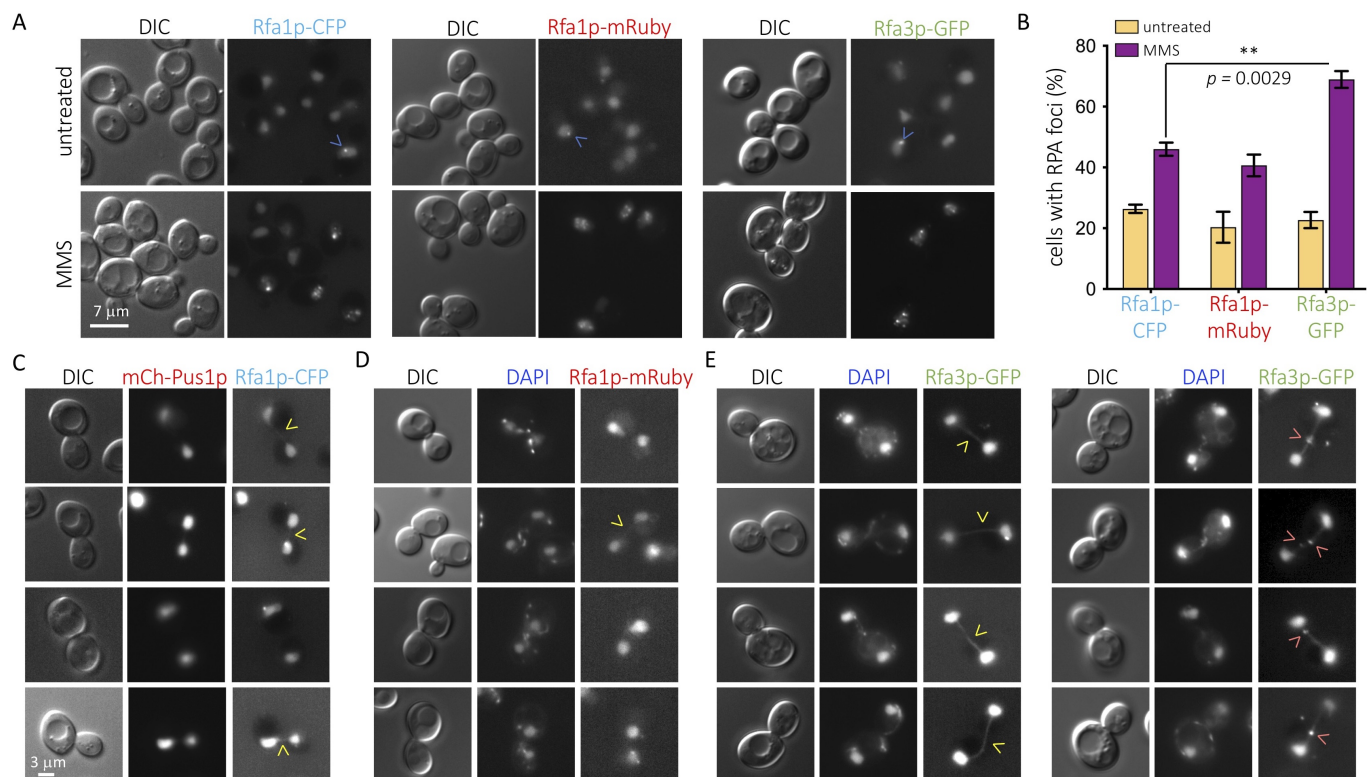 A
DIC
Rfa1p-CFP
DIC
Rfa1p-mRuby
DIC
Rfa3p-GFP
untreated
MMS
7 μm
B
untreated
MMS
**
p = 0.0029
cells with RPA foci (%)
80
60
40
20
0
Rfa1p-
CFP
Rfa1p-
mRuby
Rfa3p-
GFP
C
DIC
mCh-Pus1p
Rfa1p-CFP
3 μm
D
DIC
DAPI
Rfa1p-mRuby
E
DIC
DAPI
Rfa3p-GFP
DIC
DAPI
Rfa3p-GFP